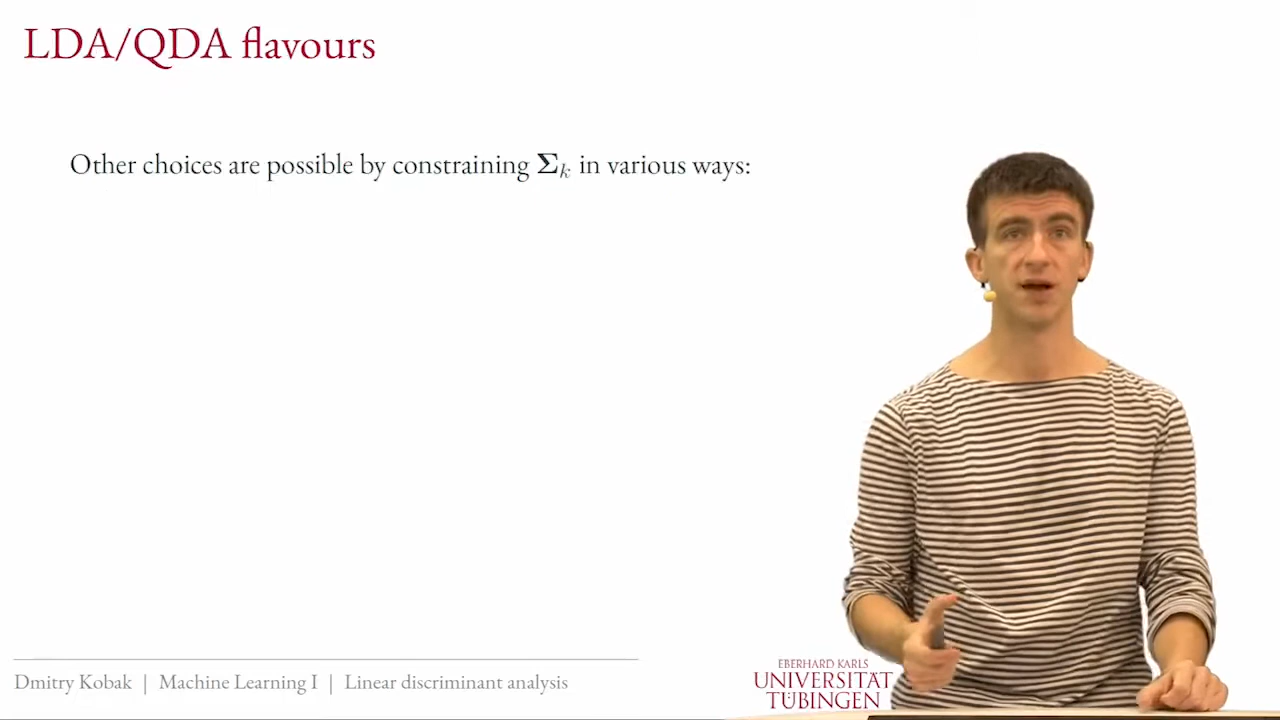 LDA/QDA flavours
Other choices are possible by constraining Σₖ in various ways:
Dmitry Kobak | Machine Learning I | Linear discriminant analysis
EBERHARD KARLS
UNIVERSITÄT
TÜBINGEN